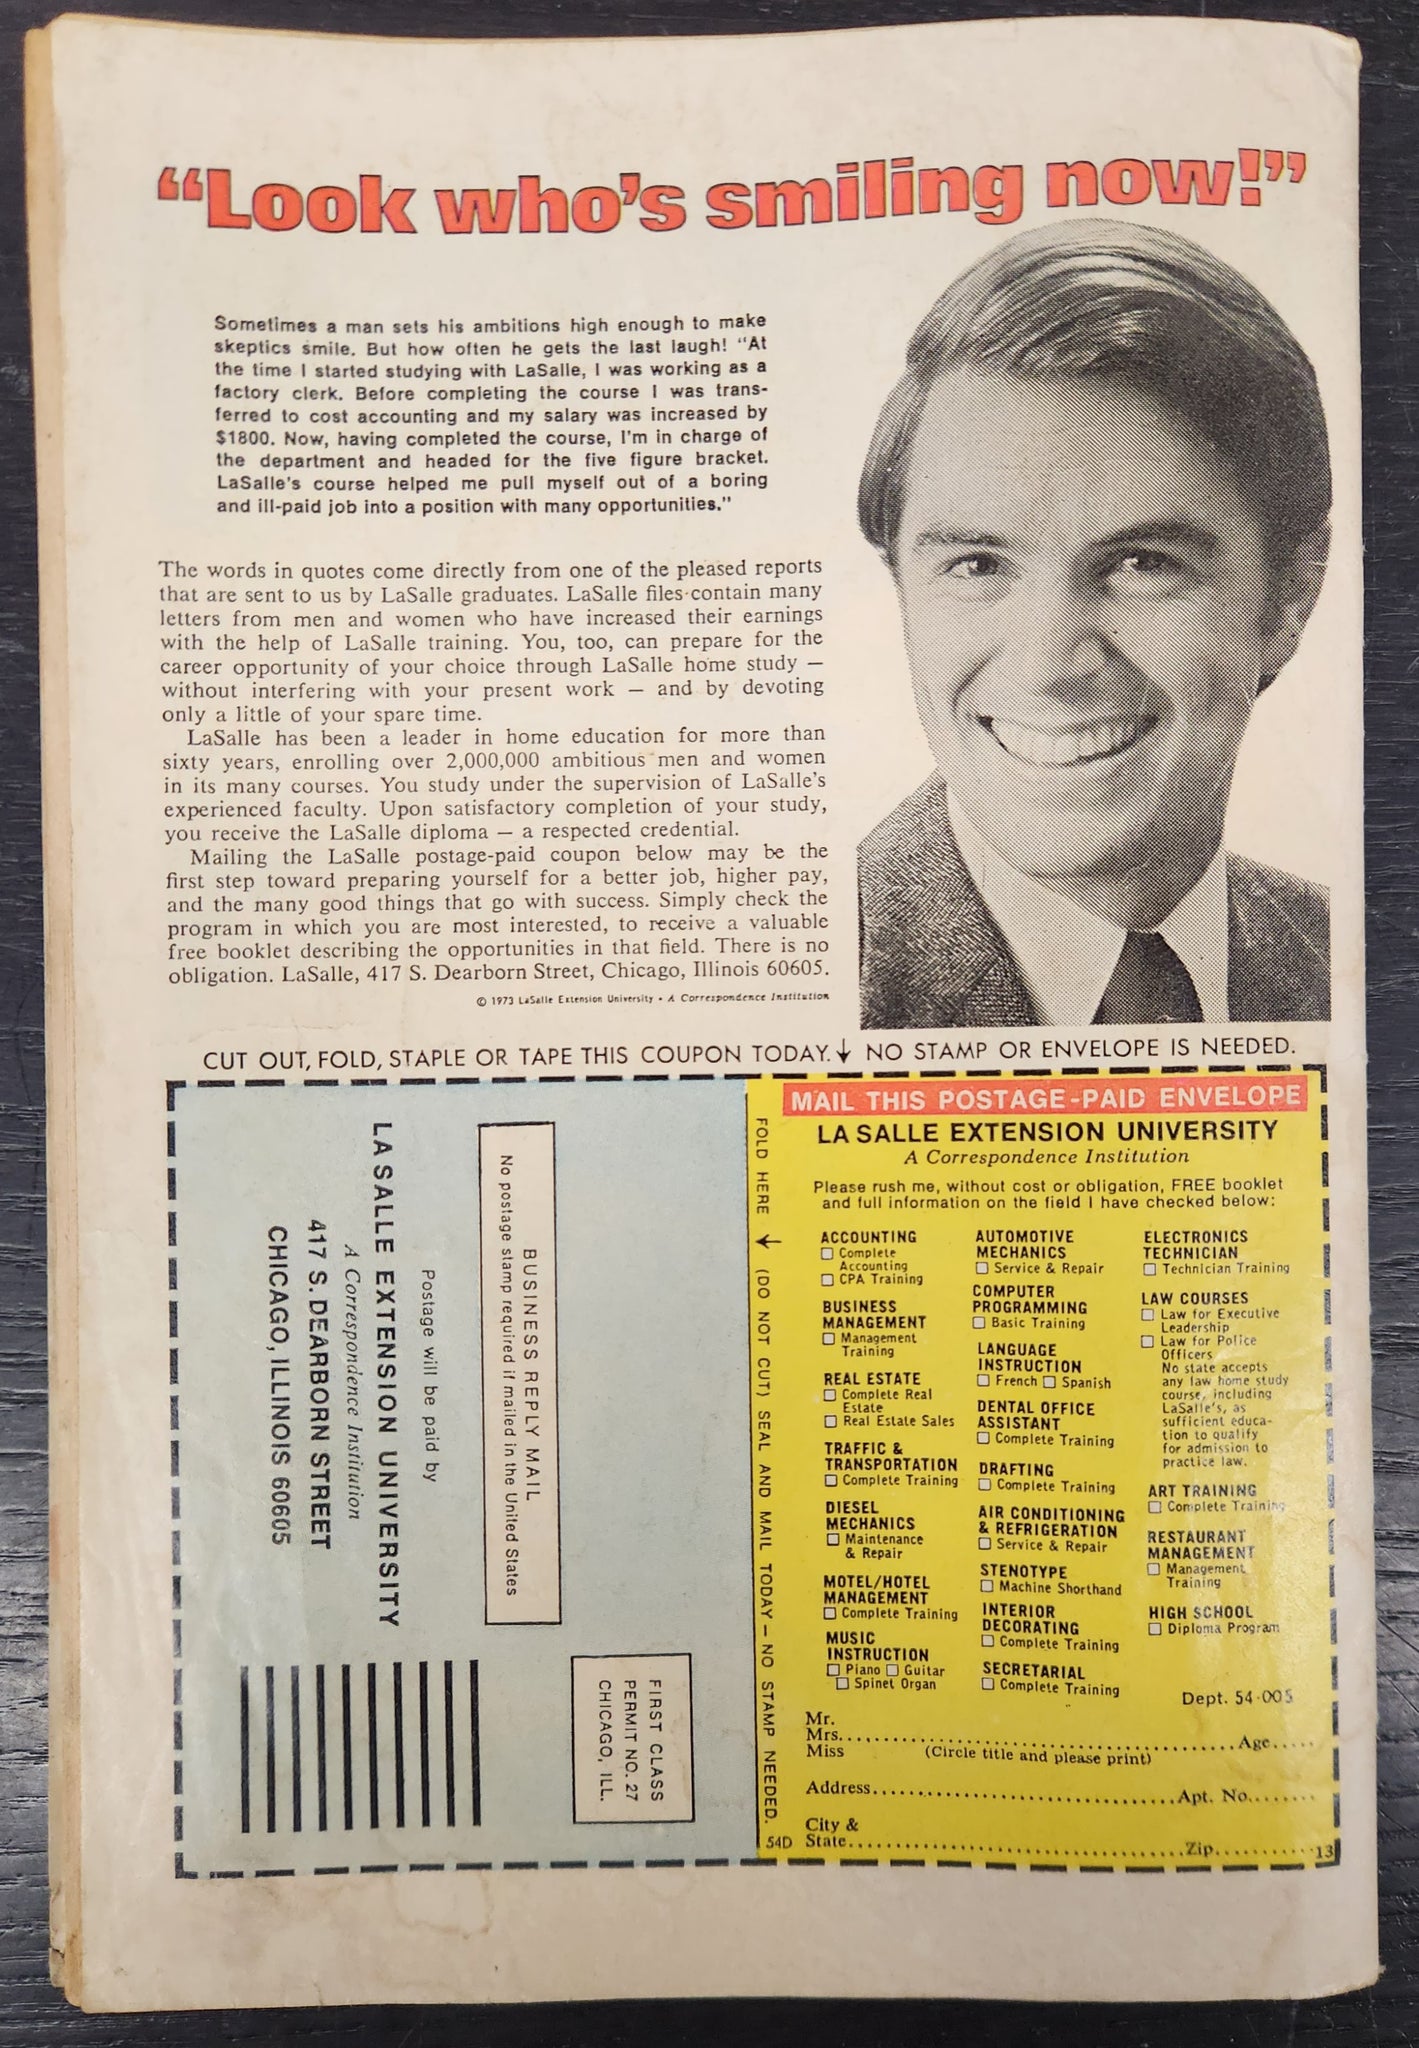 “Look who's smiling now!”
Sometimes a man sets his ambitions high enough to make
skeptics smile. But how often he gets the last laugh! "At
the time I started studying with LaSalle, I was working as a
factory clerk. Before completing the course I was trans-
ferred to cost accounting and my salary was increased by
$1800. Now, having completed the course, I'm in charge of
the department and headed for the five figure bracket.
LaSalle's course helped me pull myself out of a boring
and ill-paid job into a position with many opportunities."
The words in quotes come directly from one of the pleased reports
that are sent to us by LaSalle graduates. LaSalle files contain many
letters from men and women who have increased their earnings
with the help of LaSalle training. You, too, can prepare for the
career opportunity of your choice through LaSalle home study —
without interfering with your present work — and by devoting
only a little of your spare time.
LaSalle has been a leader in home education for more than
sixty years, enrolling over 2,000,000 ambitious men and women
in its many courses. You study under the supervision of LaSalle's
experienced faculty. Upon satisfactory completion of your study,
you receive the LaSalle diploma — a respected credential.
Mailing the LaSalle postage-paid coupon below may be the
first step toward preparing yourself for a better job, higher pay,
and the many good things that go with success. Simply check the
program in which you are most interested, to receive a valuable
free booklet describing the opportunities in that field. There is no
obligation. LaSalle, 417 S. Dearborn Street, Chicago, Illinois 60605.
© 1973 LaSalle Extension University • A Correspondence Institution
CUT OUT, FOLD, STAPLE OR TAPE THIS COUPON TODAY.↓ NO STAMP OR ENVELOPE IS NEEDED.
FIRST CLASS
PERMIT NO. 27
CHICAGO, ILL.
BUSINESS REPLY MAIL
No postage stamp required if mailed in the United States
Postage will be paid by
LA SALLE EXTENSION UNIVERSITY
A Correspondence Institution
417 S. DEARBORN STREET
CHICAGO, ILLINOIS 60605
FOLD HERE ↓ (DO NOT CUT) SEAL AND MAIL TODAY — NO STAMP NEEDED.
54D
MAIL THIS POSTAGE-PAID ENVELOPE
LA SALLE EXTENSION UNIVERSITY
A Correspondence Institution
Please rush me, without cost or obligation, FREE booklet
and full information on the field I have checked below:
ACCOUNTING
☐ Complete
Accounting
☐ CPA Training
BUSINESS
MANAGEMENT
☐ Management
Training
REAL ESTATE
☐ Complete Real
Estate
☐ Real Estate Sales
TRAFFIC &
TRANSPORTATION
☐ Complete Training
DIESEL
MECHANICS
☐ Maintenance
& Repair
MOTEL/HOTEL
MANAGEMENT
☐ Complete Training
MUSIC
INSTRUCTION
☐ Piano ☐ Guitar
☐ Spinet Organ
AUTOMOTIVE
MECHANICS
☐ Service & Repair
COMPUTER
PROGRAMMING
☐ Basic Training
LANGUAGE
INSTRUCTION
☐ French ☐ Spanish
DENTAL OFFICE
ASSISTANT
☐ Complete Training
DRAFTING
☐ Complete Training
AIR CONDITIONING
& REFRIGERATION
☐ Service & Repair
STENOTYPE
☐ Machine Shorthand
INTERIOR
DECORATING
☐ Complete Training
SECRETARIAL
☐ Complete Training
ELECTRONICS
TECHNICIAN
☐ Technician Training
LAW COURSES
☐ Law for Executive
Leadership
☐ Law for Police
Officers
No state accepts
any law home study
course, including
LaSalle's, as
sufficient educa-
tion to qualify
for admission to
practice law.
ART TRAINING
☐ Complete Training
RESTAURANT
MANAGEMENT
☐ Management
Training
HIGH SCHOOL
☐ Diploma Program
Dept. 54-005
Mr.
Mrs. Age
Miss (Circle title and please print)
Address Apt. No.
City &
State Zip 13